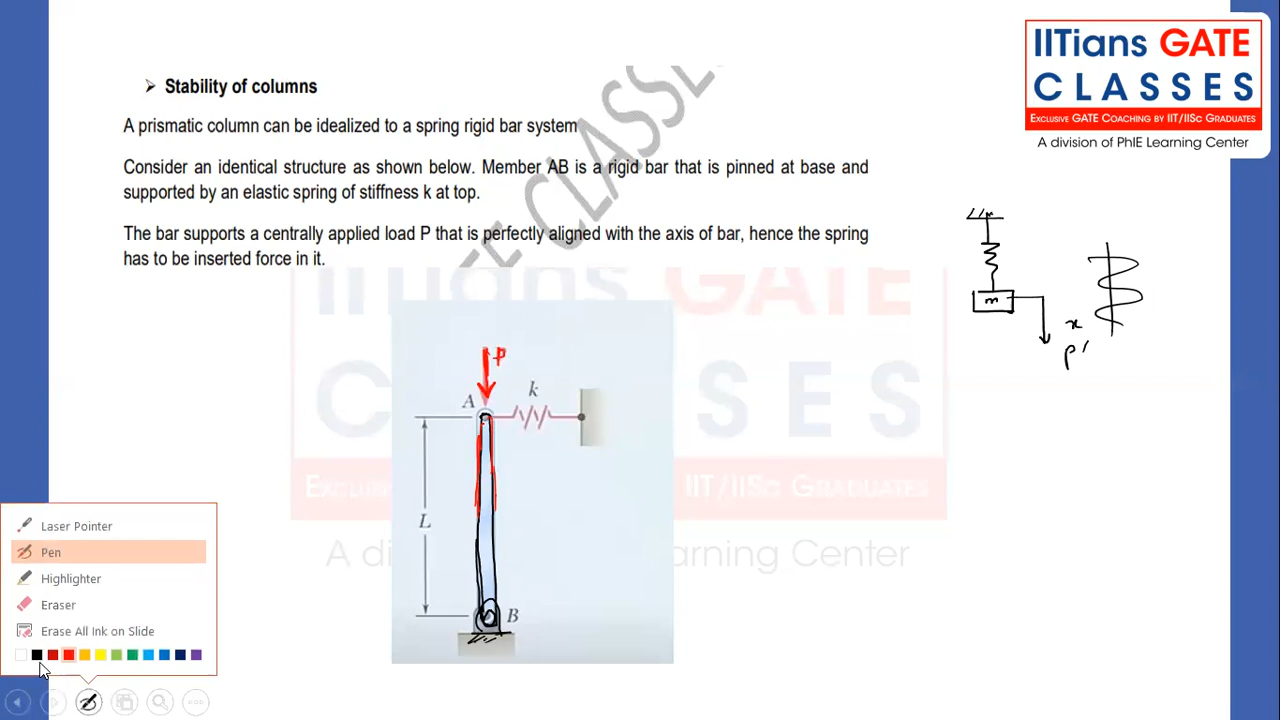 IITians GATE
CLASSES
EXCLUSIVE GATE COACHING BY IIT/IISc GRADUATES
A division of PhIE Learning Center
➢ Stability of columns
A prismatic column can be idealized to a spring rigid bar system
Consider an identical structure as shown below. Member AB is a rigid bar that is pinned at base and
supported by an elastic spring of stiffness k at top.
The bar supports a centrally applied load P that is perfectly aligned with the axis of bar, hence the spring
has to be inserted force in it.
m
x
P'
P
A
k
L
B
Laser Pointer
Pen
Highlighter
Eraser
Erase All Ink on Slide